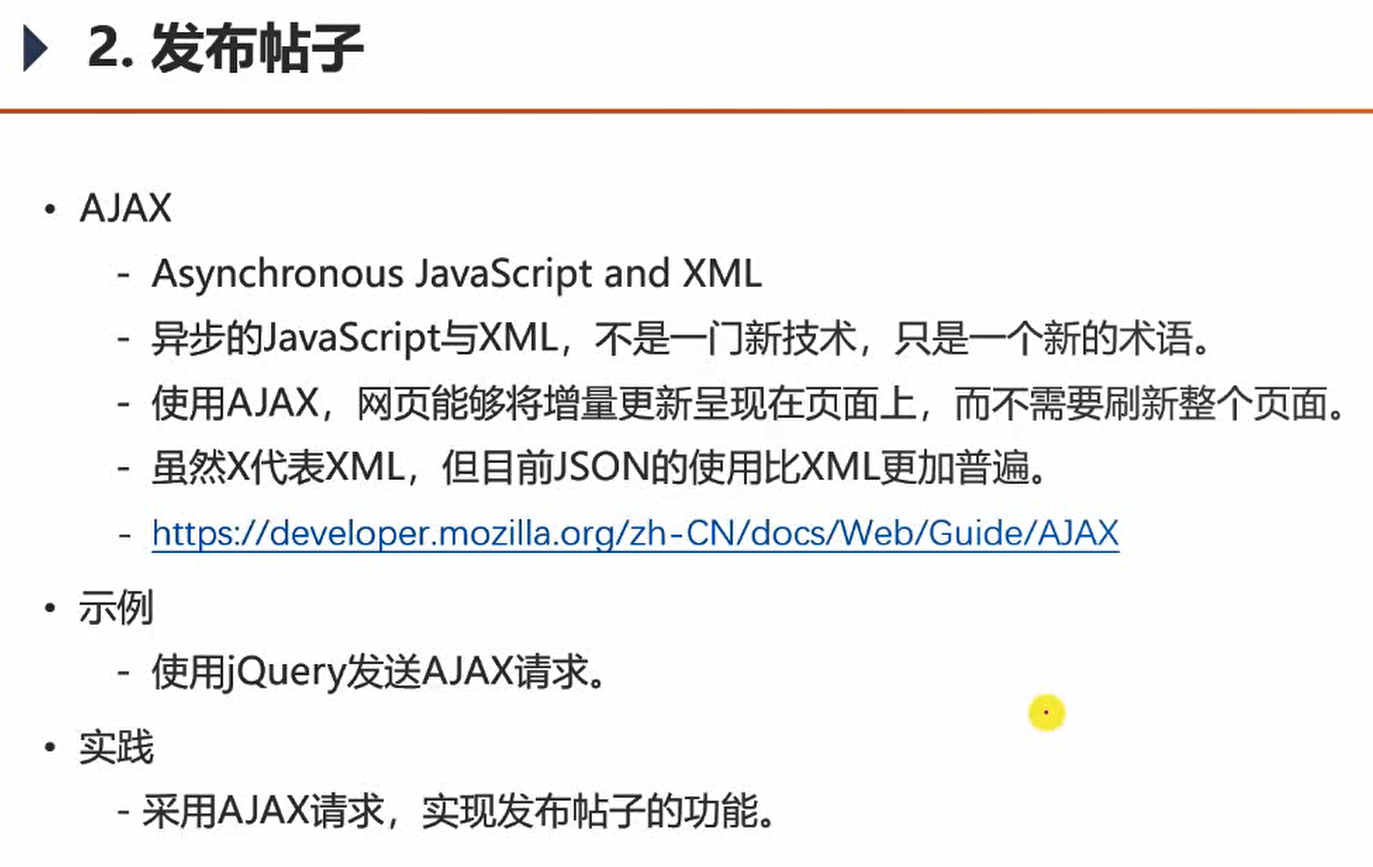 2. 发布帖子
• AJAX
- Asynchronous JavaScript and XML
- 异步的JavaScript与XML，不是一门新技术，只是一个新的术语。
- 使用AJAX，网页能够将增量更新呈现在页面上，而不需要刷新整个页面。
- 虽然X代表XML，但目前JSON的使用比XML更加普遍。
- https://developer.mozilla.org/zh-CN/docs/Web/Guide/AJAX
• 示例
- 使用jQuery发送AJAX请求。
• 实践
- 采用AJAX请求，实现发布帖子的功能。